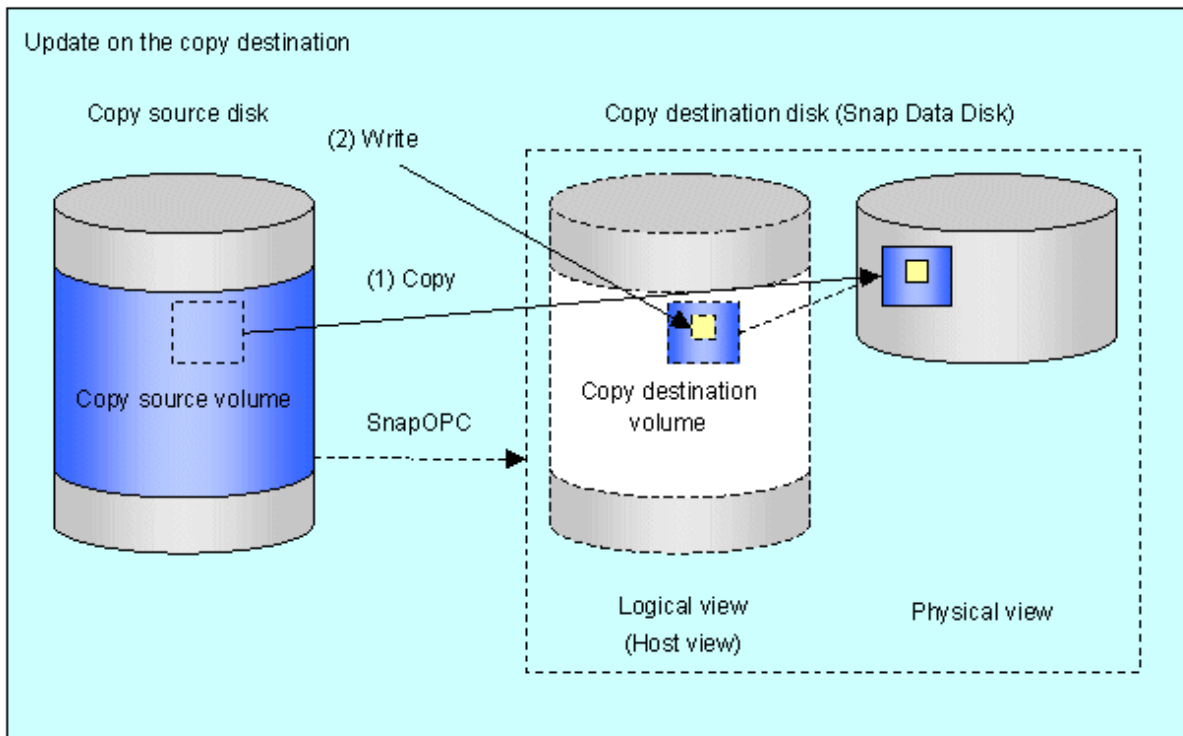 Update on the copy destination
Copy source disk
Copy destination disk (Snap Data Disk)
(2) Write
(1) Copy
Copy source volume
Copy destination
volume
SnapOPC
Logical view
(Host view)
Physical view